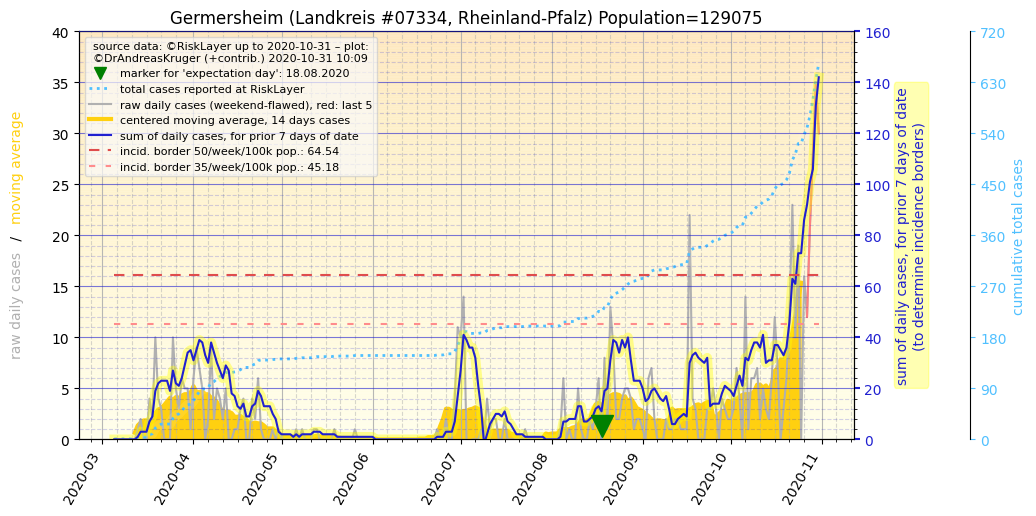 Germersheim (Landkreis #07334, Rheinland-Pfalz) Population=129075
source data: ©RiskLayer up to 2020-10-31 – plot:
©DrAndreasKruger (+contrib.) 2020-10-31 10:09
marker for 'expectation day': 18.08.2020
total cases reported at RiskLayer
raw daily cases (weekend-flawed), red: last 5
centered moving average, 14 days cases
sum of daily cases, for prior 7 days of date
incid. border 50/week/100k pop.: 64.54
incid. border 35/week/100k pop.: 45.18
raw daily cases / moving average
40
35
30
25
20
15
10
5
0
160
140
120
100
80
60
40
20
0
sum of daily cases, for prior 7 days of date
(to determine incidence borders)
720
630
540
450
360
270
180
90
0
cumulative total cases
2020-03
2020-04
2020-05
2020-06
2020-07
2020-08
2020-09
2020-10
2020-11